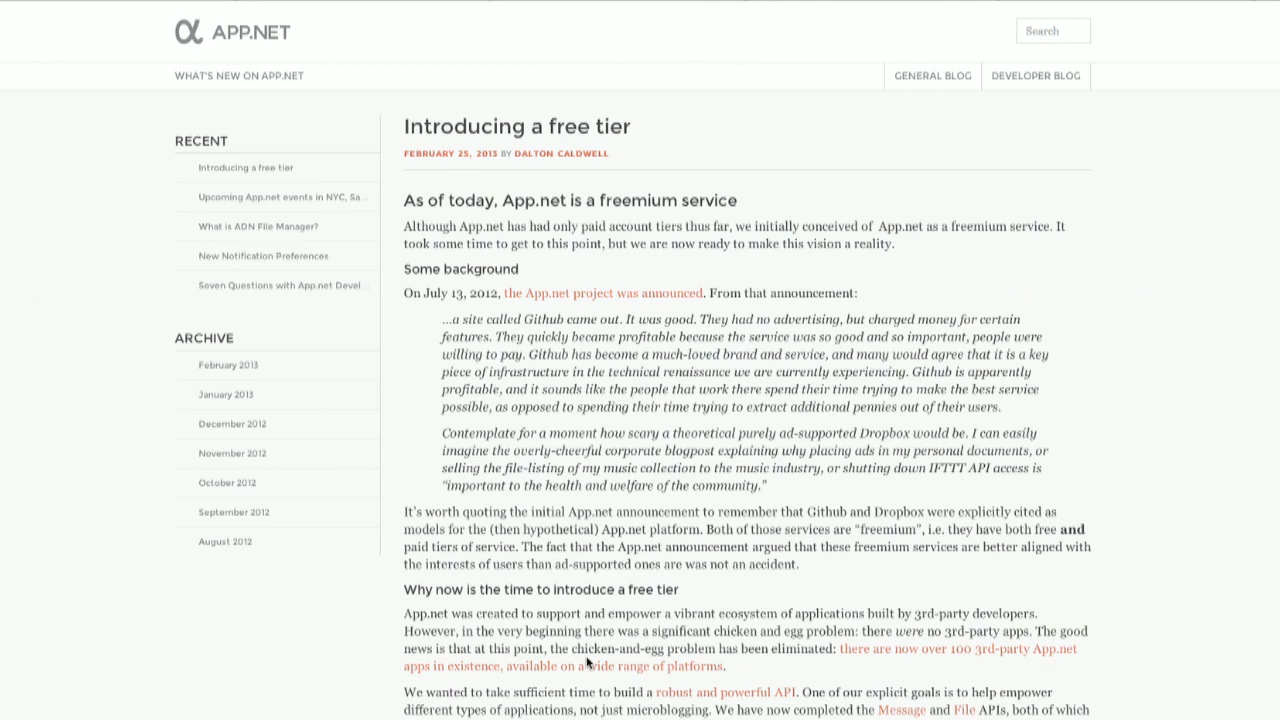 α APP.NET
Search
WHAT'S NEW ON APP.NET
GENERAL BLOG
DEVELOPER BLOG
RECENT
Introducing a free tier
Upcoming App.net events in NYC, Sa...
What is ADN File Manager?
New Notification Preferences
Seven Questions with App.net Devel...
ARCHIVE
February 2013
January 2013
December 2012
November 2012
October 2012
September 2012
August 2012
Introducing a free tier
FEBRUARY 25, 2013 BY DALTON CALDWELL
As of today, App.net is a freemium service
Although App.net has had only paid account tiers thus far, we initially conceived of App.net as a freemium service. It
took some time to get to this point, but we are now ready to make this vision a reality.
Some background
On July 13, 2012, the App.net project was announced. From that announcement:
...a site called Github came out. It was good. They had no advertising, but charged money for certain
features. They quickly became profitable because the service was so good and so important, people were
willing to pay. Github has become a much-loved brand and service, and many would agree that it is a key
piece of infrastructure in the technical renaissance we are currently experiencing. Github is apparently
profitable, and it sounds like the people that work there spend their time trying to make the best service
possible, as opposed to spending their time trying to extract additional pennies out of their users.
Contemplate for a moment how scary a theoretical purely ad-supported Dropbox would be. I can easily
imagine the overly-cheerful corporate blogpost explaining why placing ads in my personal documents, or
selling the file-listing of my music collection to the music industry, or shutting down IFTTT API access is
“important to the health and welfare of the community.”
It’s worth quoting the initial App.net announcement to remember that Github and Dropbox were explicitly cited as
models for the (then hypothetical) App.net platform. Both of those services are “freemium”, i.e. they have both free and
paid tiers of service. The fact that the App.net announcement argued that these freemium services are better aligned with
the interests of users than ad-supported ones are was not an accident.
Why now is the time to introduce a free tier
App.net was created to support and empower a vibrant ecosystem of applications built by 3rd-party developers.
However, in the very beginning there was a significant chicken and egg problem: there were no 3rd-party apps. The good
news is that at this point, the chicken-and-egg problem has been eliminated: there are now over 100 3rd-party App.net
apps in existence, available on a wide range of platforms.
We wanted to take sufficient time to build a robust and powerful API. One of our explicit goals is to help empower
different types of applications, not just microblogging. We have now completed the Message and File APIs, both of which